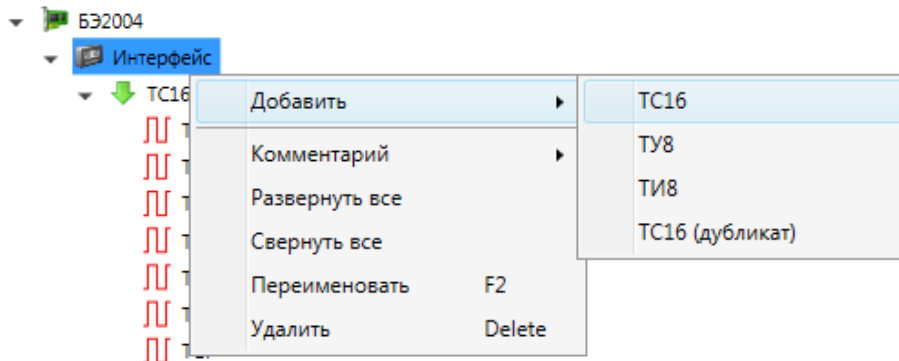 БЭ2004
Интерфейс
ТС16
Добавить
Комментарий
Развернуть все
Свернуть все
Переименовать F2
Удалить Delete
ТС16
ТУ8
ТИ8
ТС16 (дубликат)